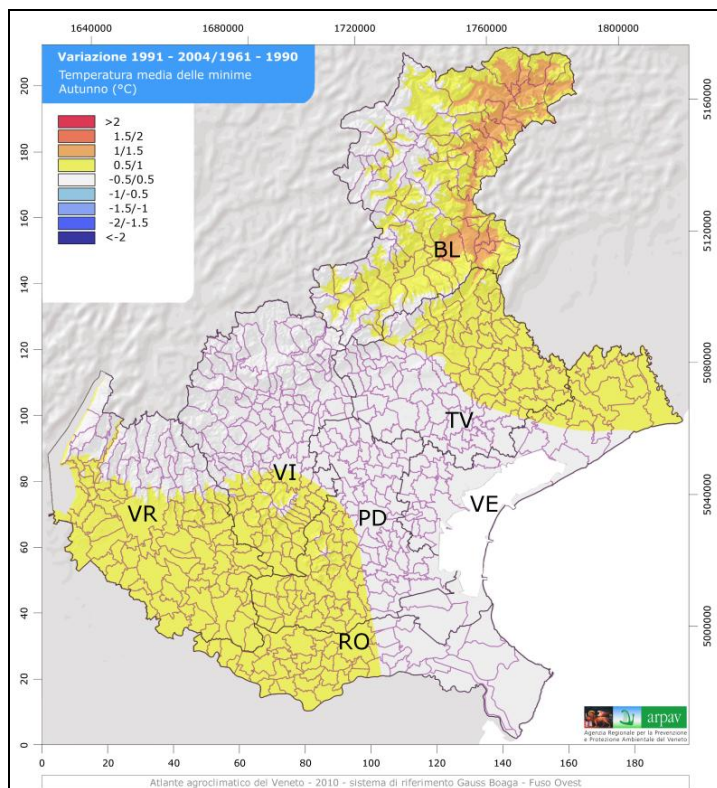 1640000 1680000 1720000 1760000 1800000
Variazione 1991 - 2004/1961 - 1990
Temperatura media delle minime
Autunno (°C)
>2
1.5/2
1/1.5
0.5/1
-0.5/0.5
-1/-0.5
-1.5/-1
-2/-1.5
<-2
200
180
160
140
120
100
80
60
40
20
0
5160000
5120000
5080000
5040000
5000000
BL
TV
VI
VE
VR
PD
RO
arpav
Agenzia Regionale per la Prevenzione
e Protezione Ambientale del Veneto
0 20 40 60 80 100 120 140 160 180
Atlante agroclimatico del Veneto - 2010 - sistema di riferimento Gauss Boaga - Fuso Ovest